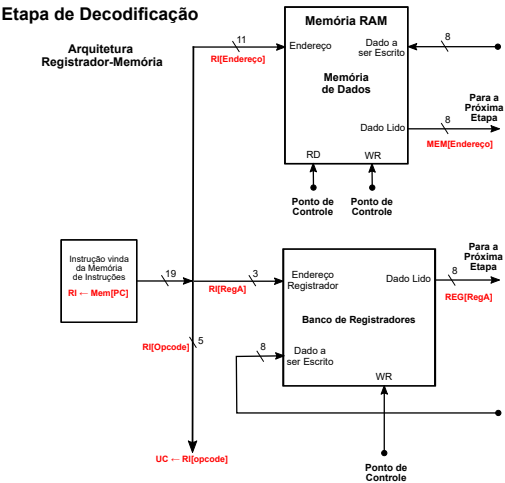 Etapa de Decodificação
Arquitetura
Registrador-Memória
11
RI[Endereço]
Memória RAM
Endereço
Dado a
ser Escrito
8
Memória
de Dados
Para a
Próxima
Etapa
Dado Lido
8
MEM[Endereço]
RD
WR
Ponto de
Controle
Ponto de
Controle
Instrução vinda
da Memória
de Instruções
RI ← Mem[PC]
19
3
RI[RegA]
Endereço
Registrador
Dado Lido
Para a
Próxima
Etapa
8
REG[RegA]
Banco de Registradores
RI[Opcode]
5
8
Dado a
ser Escrito
WR
UC ← RI[opcode]
Ponto de
Controle